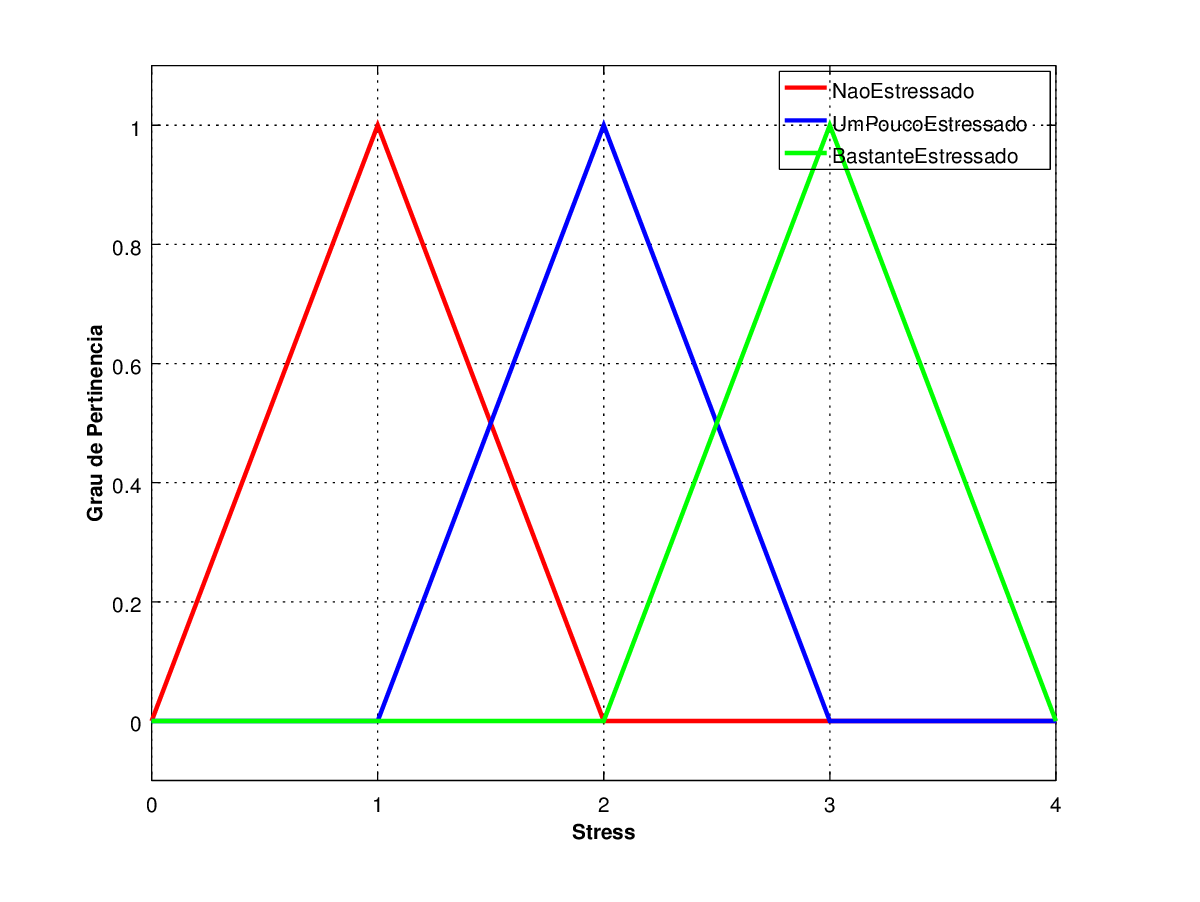 NaoEstressado
UmPoucoEstressado
BastanteEstressado
1
0.8
0.6
0.4
0.2
0
Grau de Pertinencia
0 1 2 3 4
Stress